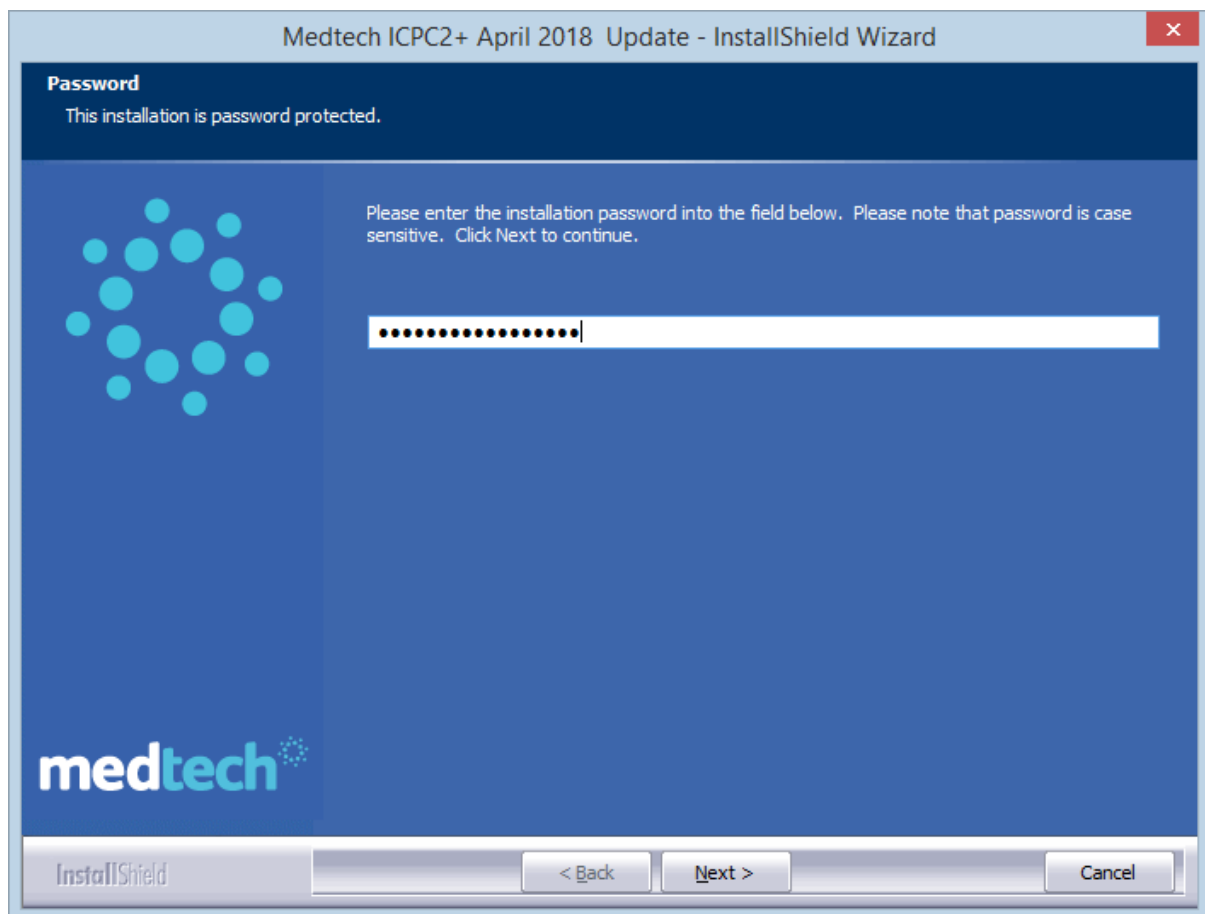 Medtech ICPC2+ April 2018 Update - InstallShield Wizard
Password
This installation is password protected.
Please enter the installation password into the field below. Please note that password is case
sensitive. Click Next to continue.
•••••••••••••••••
medtech
InstallShield
< Back
Next >
Cancel